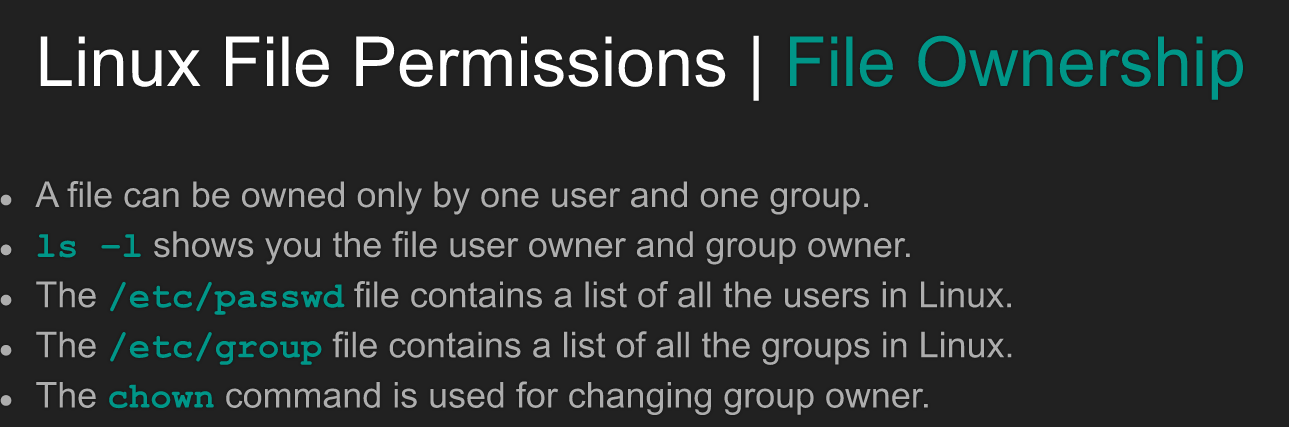 Linux File Permissions | File Ownership
● A file can be owned only by one user and one group.
● ls -l shows you the file user owner and group owner.
● The /etc/passwd file contains a list of all the users in Linux.
● The /etc/group file contains a list of all the groups in Linux.
● The chown command is used for changing group owner.